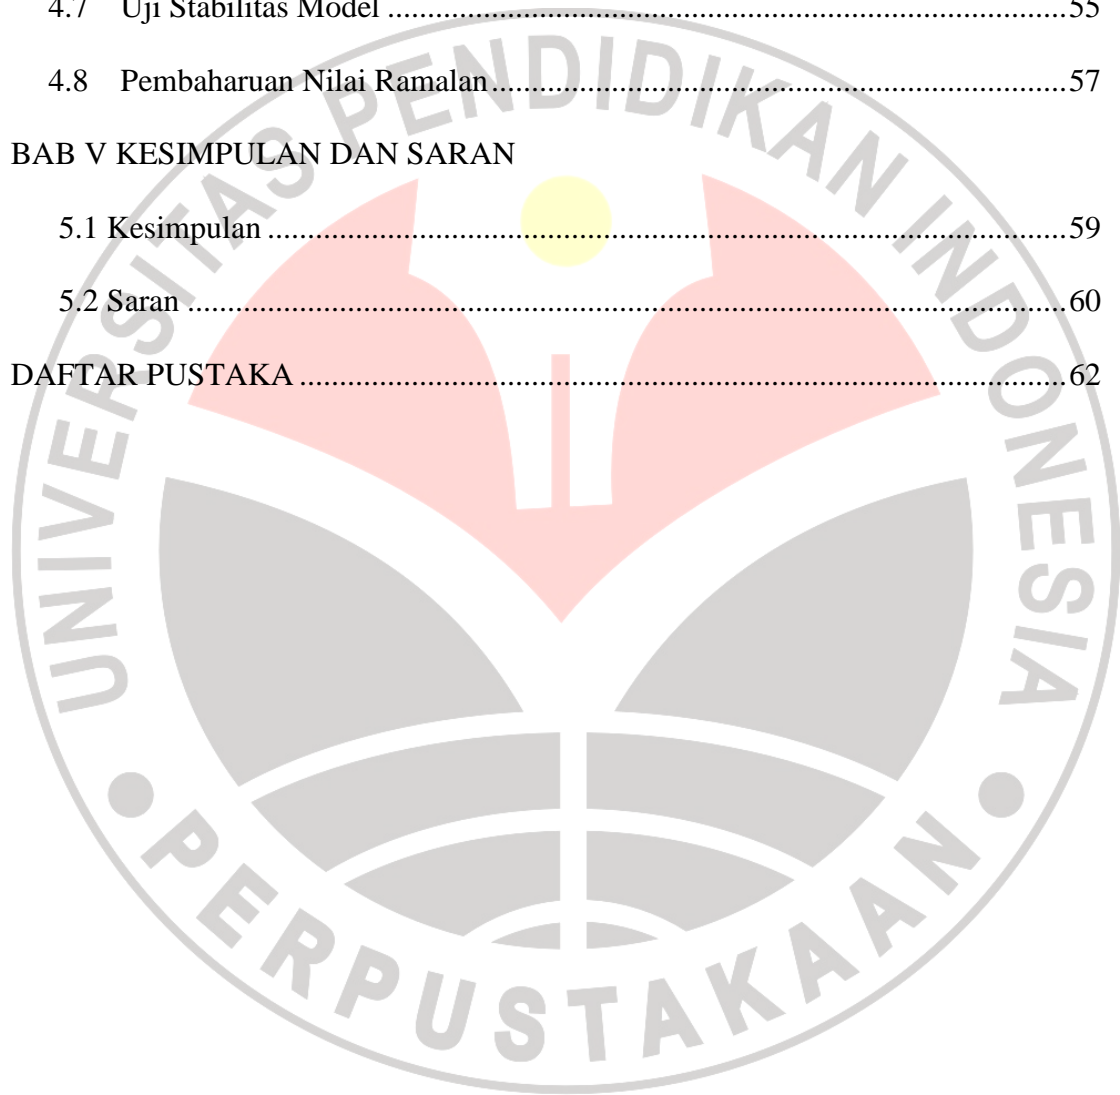 4.7 Uji Stabilitas Model ........................................................................................55
4.8 Pembaharuan Nilai Ramalan..........................................................................57
BAB V KESIMPULAN DAN SARAN
5.1 Kesimpulan .......................................................................................................59
5.2 Saran .................................................................................................................60
DAFTAR PUSTAKA ...................................................................................................62
UNIVERSITAS PENDIDIKAN INDONESIA
PERPUSTAKAAN